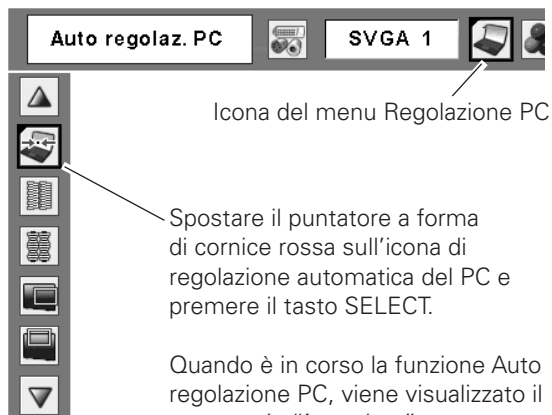 Auto regolaz. PC
SVGA 1
Icona del menu Regolazione PC
Spostare il puntatore a forma
di cornice rossa sull'icona di
regolazione automatica del PC e
premere il tasto SELECT.
Quando è in corso la funzione Auto
regolazione PC, viene visualizzato il